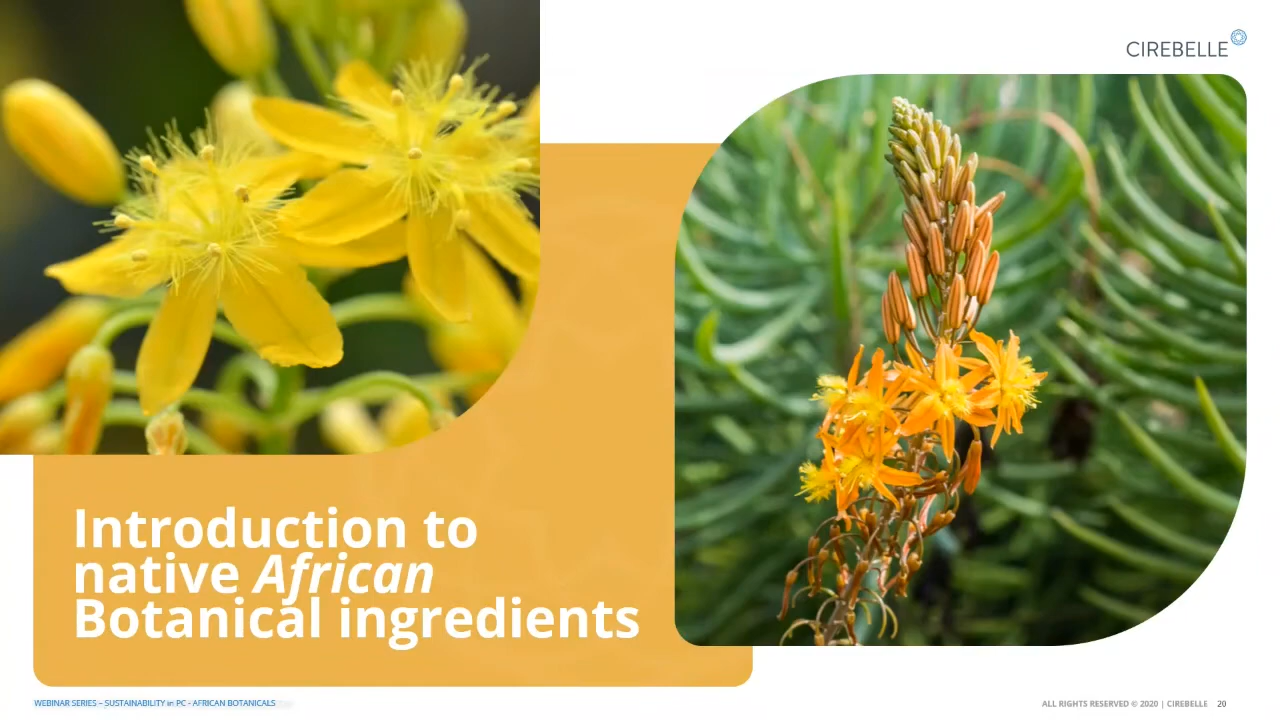 CIREBELLE
Introduction to
native African
Botanical ingredients
WEBINAR SERIES – SUSTAINABILITY in PC - AFRICAN BOTANICALS
ALL RIGHTS RESERVED © 2020 | CIREBELLE 20